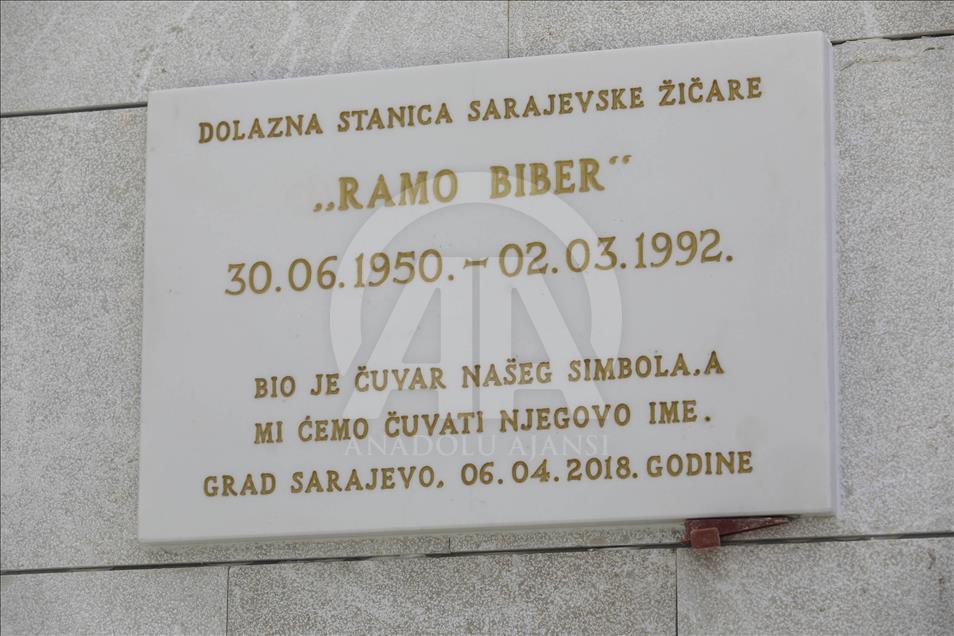 DOLAZNA STANICA SARAJEVSKE ŽIČARE
„RAMO BIBER“
30.06.1950.-02.03.1992.
BIO JE ČUVAR NAŠEG SIMBOLA,A
MI ĆEMO ČUVATI NJEGOVO IME.
GRAD SARAJEVO, 06.04.2018.GODINE
AA
ANADOLU AJANSI